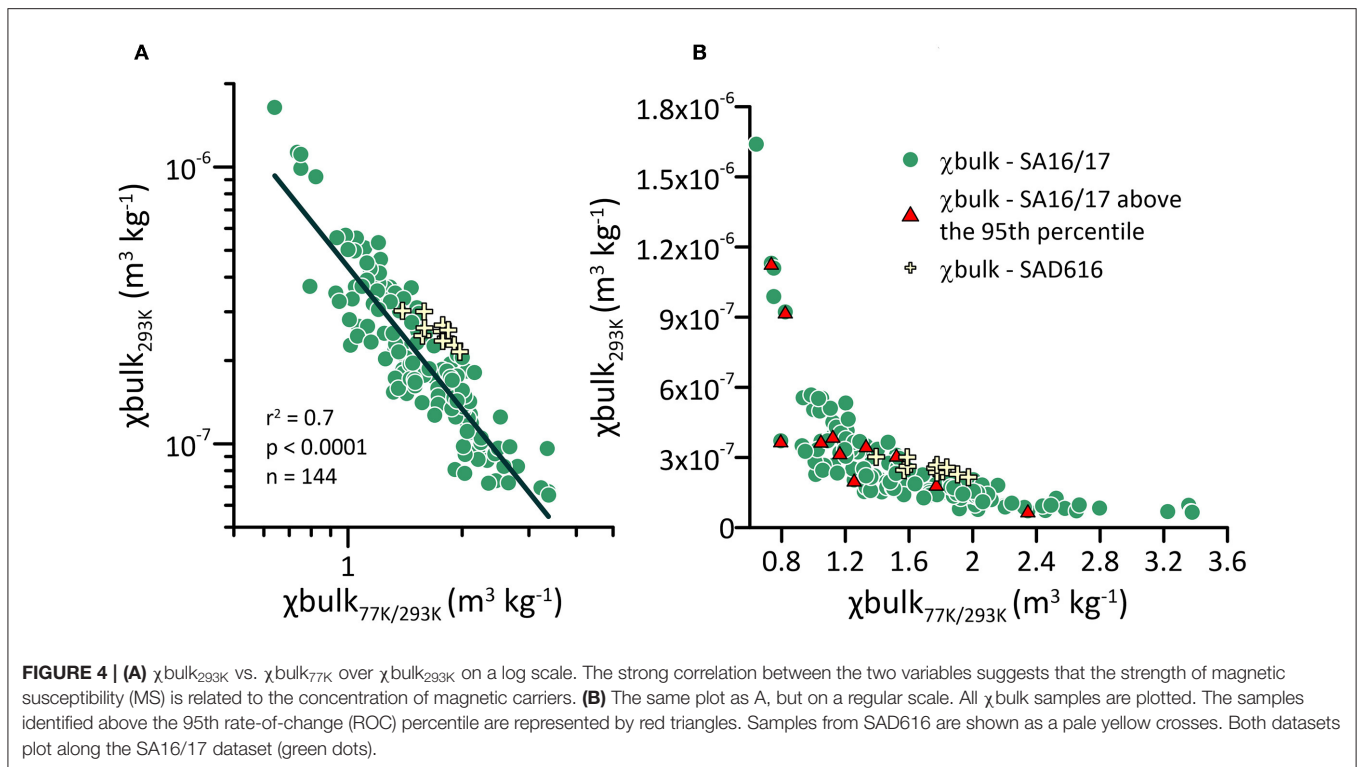 A
B
10⁻⁶
10⁻⁷
χbulk₂₉₃ₖ (m³ kg⁻¹)
r² = 0.7
p < 0.0001
n = 144
1
χbulk₇₇ₖ/₂₉₃ₖ (m³ kg⁻¹)
1.8x10⁻⁶
1.5x10⁻⁶
1.2x10⁻⁶
9x10⁻⁷
6x10⁻⁷
3x10⁻⁷
0
χbulk₂₉₃ₖ (m³ kg⁻¹)
χbulk - SA16/17
χbulk - SA16/17 above
the 95th percentile
χbulk - SAD616
0.8 1.2 1.6 2 2.4 2.8 3.2 3.6
χbulk₇₇ₖ/₂₉₃ₖ (m³ kg⁻¹)
FIGURE 4 | (A) χbulk₂₉₃ₖ vs. χbulk₇₇ₖ over χbulk₂₉₃ₖ on a log scale. The strong correlation between the two variables suggests that the strength of magnetic
susceptibility (MS) is related to the concentration of magnetic carriers. (B) The same plot as A, but on a regular scale. All χbulk samples are plotted. The samples
identified above the 95th rate-of-change (ROC) percentile are represented by red triangles. Samples from SAD616 are shown as a pale yellow crosses. Both datasets
plot along the SA16/17 dataset (green dots).